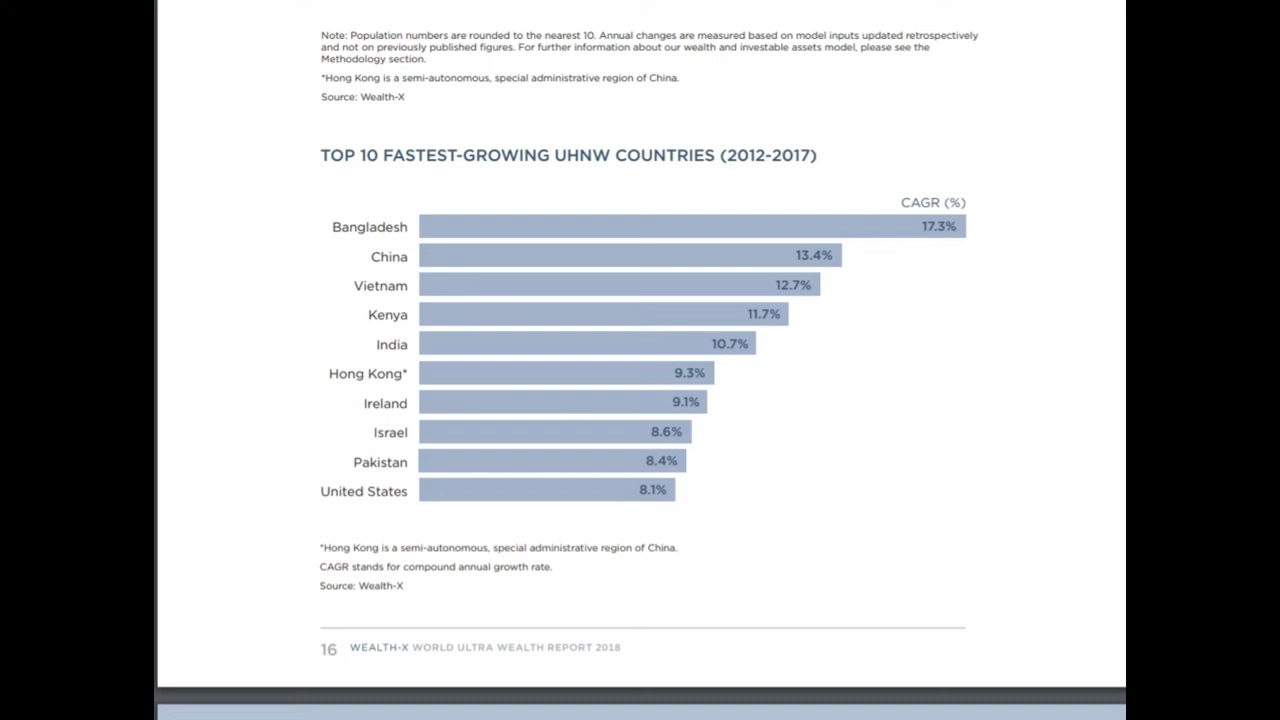 Note: Population numbers are rounded to the nearest 10. Annual changes are measured based on model inputs updated retrospectively
and not on previously published figures. For further information about our wealth and investable assets model, please see the
Methodology section.
*Hong Kong is a semi-autonomous, special administrative region of China.
Source: Wealth-X
TOP 10 FASTEST-GROWING UHNW COUNTRIES (2012-2017)
CAGR (%)
Bangladesh 17.3%
China 13.4%
Vietnam 12.7%
Kenya 11.7%
India 10.7%
Hong Kong* 9.3%
Ireland 9.1%
Israel 8.6%
Pakistan 8.4%
United States 8.1%
*Hong Kong is a semi-autonomous, special administrative region of China.
CAGR stands for compound annual growth rate.
Source: Wealth-X
16 WEALTH-X WORLD ULTRA WEALTH REPORT 2018